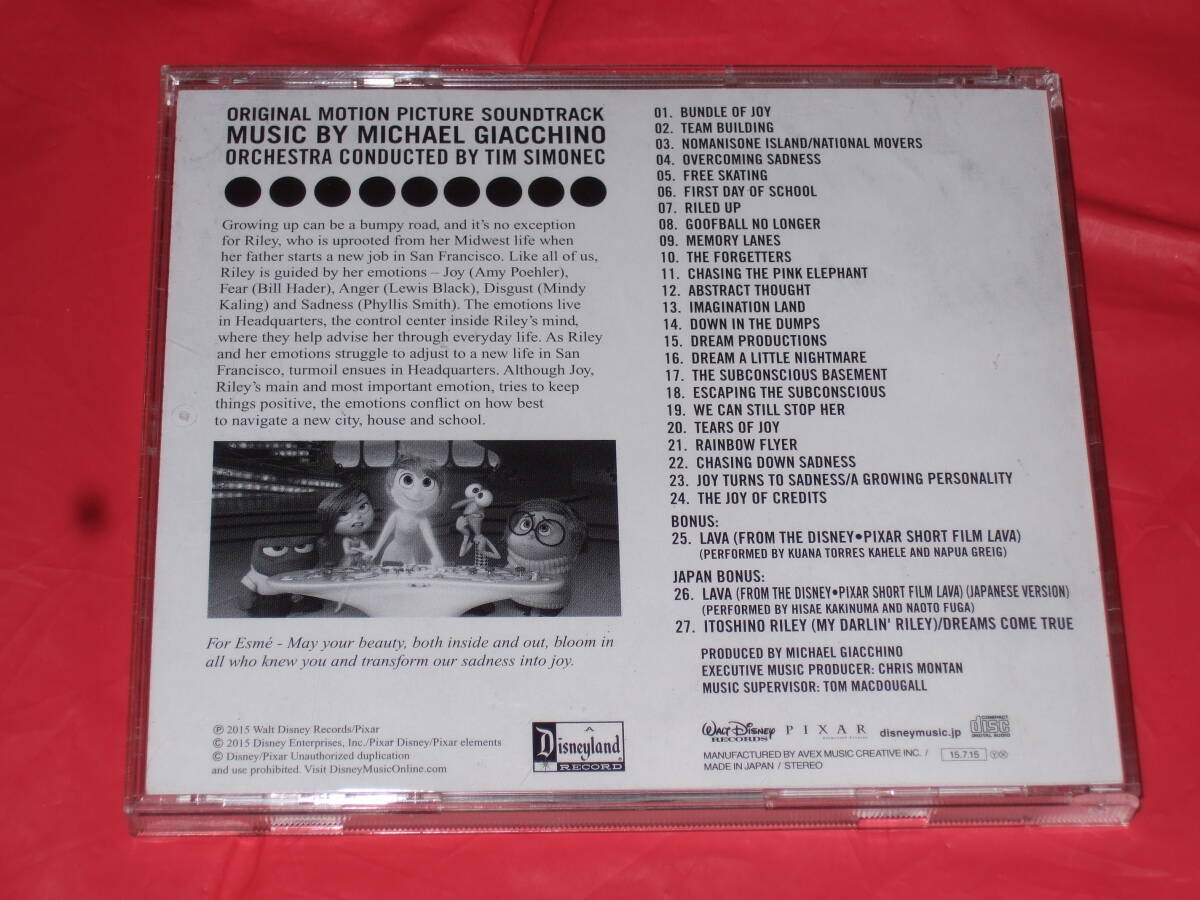 ORIGINAL MOTION PICTURE SOUNDTRACK
MUSIC BY MICHAEL GIACCHINO
ORCHESTRA CONDUCTED BY TIM SIMONEC
Growing up can be a bumpy road, and it's no exception
for Riley, who is uprooted from her Midwest life when
her father starts a new job in San Francisco. Like all of us,
Riley is guided by her emotions – Joy (Amy Poehler),
Fear (Bill Hader), Anger (Lewis Black), Disgust (Mindy
Kaling) and Sadness (Phyllis Smith). The emotions live
in Headquarters, the control center inside Riley's mind,
where they help advise her through everyday life. As Riley
and her emotions struggle to adjust to a new life in San
Francisco, turmoil ensues in Headquarters. Although Joy,
Riley's main and most important emotion, tries to keep
things positive, the emotions conflict on how best
to navigate a new city, house and school.
For Esmé - May your beauty, both inside and out, bloom in
all who knew you and transform our sadness into joy.
℗ 2015 Walt Disney Records/Pixar
© 2015 Disney Enterprises, Inc./Pixar Disney/Pixar elements
© Disney/Pixar Unauthorized duplication
and use prohibited. Visit DisneyMusicOnline.com
A
Disneyland
RECORD
01. BUNDLE OF JOY
02. TEAM BUILDING
03. NOMANISONE ISLAND/NATIONAL MOVERS
04. OVERCOMING SADNESS
05. FREE SKATING
06. FIRST DAY OF SCHOOL
07. RILED UP
08. GOOFBALL NO LONGER
09. MEMORY LANES
10. THE FORGETTERS
11. CHASING THE PINK ELEPHANT
12. ABSTRACT THOUGHT
13. IMAGINATION LAND
14. DOWN IN THE DUMPS
15. DREAM PRODUCTIONS
16. DREAM A LITTLE NIGHTMARE
17. THE SUBCONSCIOUS BASEMENT
18. ESCAPING THE SUBCONSCIOUS
19. WE CAN STILL STOP HER
20. TEARS OF JOY
21. RAINBOW FLYER
22. CHASING DOWN SADNESS
23. JOY TURNS TO SADNESS/A GROWING PERSONALITY
24. THE JOY OF CREDITS
BONUS:
25. LAVA (FROM THE DISNEY•PIXAR SHORT FILM LAVA)
(PERFORMED BY KUANA TORRES KAHELE AND NAPUA GREIG)
JAPAN BONUS:
26. LAVA (FROM THE DISNEY•PIXAR SHORT FILM LAVA) (JAPANESE VERSION)
(PERFORMED BY HISAE KAKINUMA AND NAOTO FUGA)
27. ITOSHINO RILEY (MY DARLIN' RILEY)/DREAMS COME TRUE
PRODUCED BY MICHAEL GIACCHINO
EXECUTIVE MUSIC PRODUCER: CHRIS MONTAN
MUSIC SUPERVISOR: TOM MACDOUGALL
WALT DISNEY
RECORDS
PIXAR
disneymusic.jp
COMPACT
disc
DIGITAL AUDIO
MANUFACTURED BY AVEX MUSIC CREATIVE INC. / 15.7.15
MADE IN JAPAN / STEREO